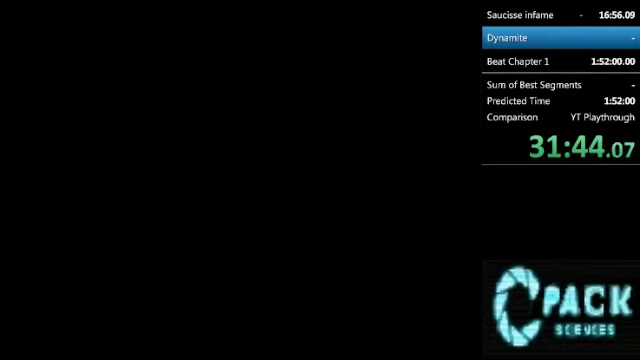 Saucisse infame - 16:56.09
Dynamite -
Beat Chapter 1 1:52:00.00
Sum of Best Segments -
Predicted Time 1:52:00
Comparison YT Playthrough
31:44.07
PACK
SCIENCES